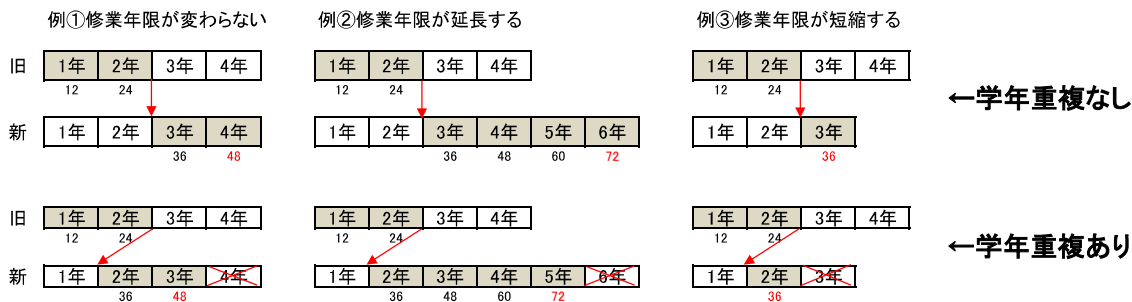 例①修業年限が変わらない 例②修業年限が延長する 例③修業年限が短縮する
旧 1年 2年 3年 4年 1年 2年 3年 4年 1年 2年 3年 4年
12 24 12 24 12 24
←学年重複なし
新 1年 2年 3年 4年 1年 2年 3年 4年 5年 6年 1年 2年 3年
36 48 36 48 60 72 36
旧 1年 2年 3年 4年 1年 2年 3年 4年 1年 2年 3年 4年
12 24 12 24 12 24
←学年重複あり
新 1年 2年 3年 4年 1年 2年 3年 4年 5年 6年 1年 2年 3年
36 48 36 48 60 72 36